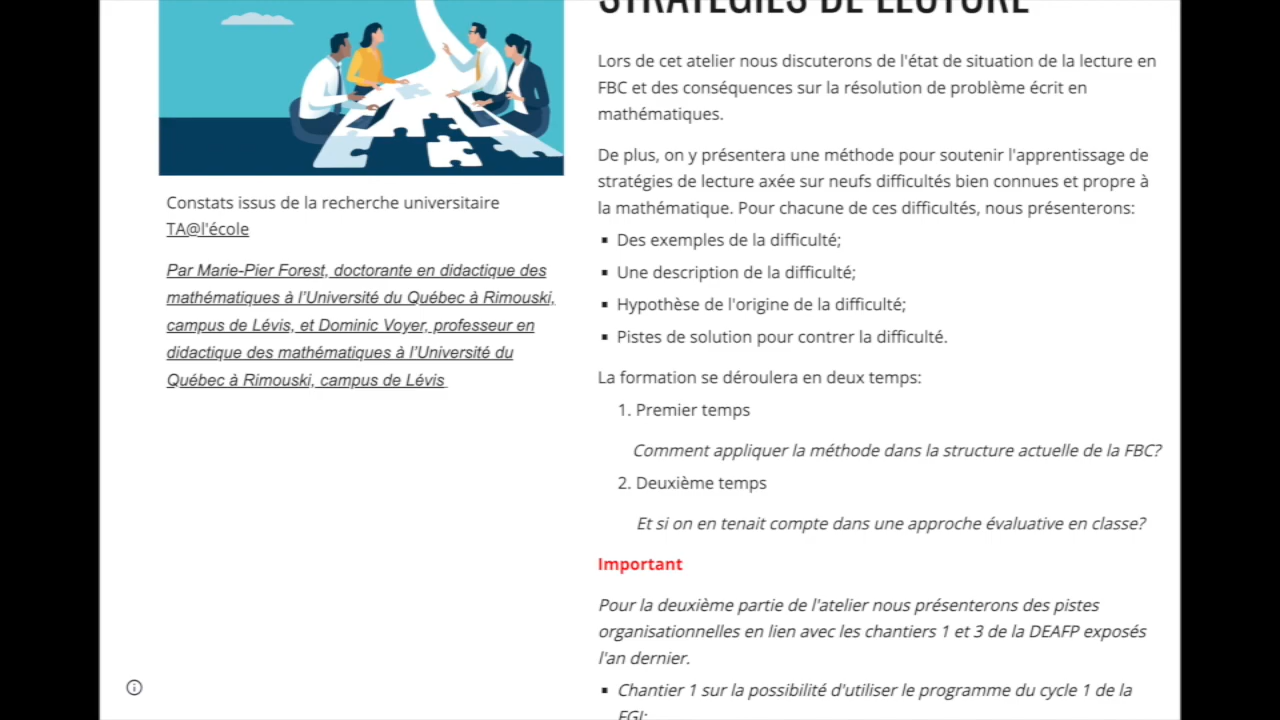 STRATÉGIES DE LECTURE
Lors de cet atelier nous discuterons de l'état de situation de la lecture en
FBC et des conséquences sur la résolution de problème écrit en
mathématiques.
De plus, on y présentera une méthode pour soutenir l'apprentissage de
stratégies de lecture axée sur neufs difficultés bien connues et propre à
la mathématique. Pour chacune de ces difficultés, nous présenterons:
▪ Des exemples de la difficulté;
▪ Une description de la difficulté;
▪ Hypothèse de l'origine de la difficulté;
▪ Pistes de solution pour contrer la difficulté.
La formation se déroulera en deux temps:
1. Premier temps
Comment appliquer la méthode dans la structure actuelle de la FBC?
2. Deuxième temps
Et si on en tenait compte dans une approche évaluative en classe?
Important
Pour la deuxième partie de l'atelier nous présenterons des pistes
organisationnelles en lien avec les chantiers 1 et 3 de la DEAFP exposés
l'an dernier.
▪ Chantier 1 sur la possibilité d'utiliser le programme du cycle 1 de la
FGJ;
Constats issus de la recherche universitaire
TA@l'école
Par Marie-Pier Forest, doctorante en didactique des
mathématiques à l’Université du Québec à Rimouski,
campus de Lévis, et Dominic Voyer, professeur en
didactique des mathématiques à l’Université du
Québec à Rimouski, campus de Lévis